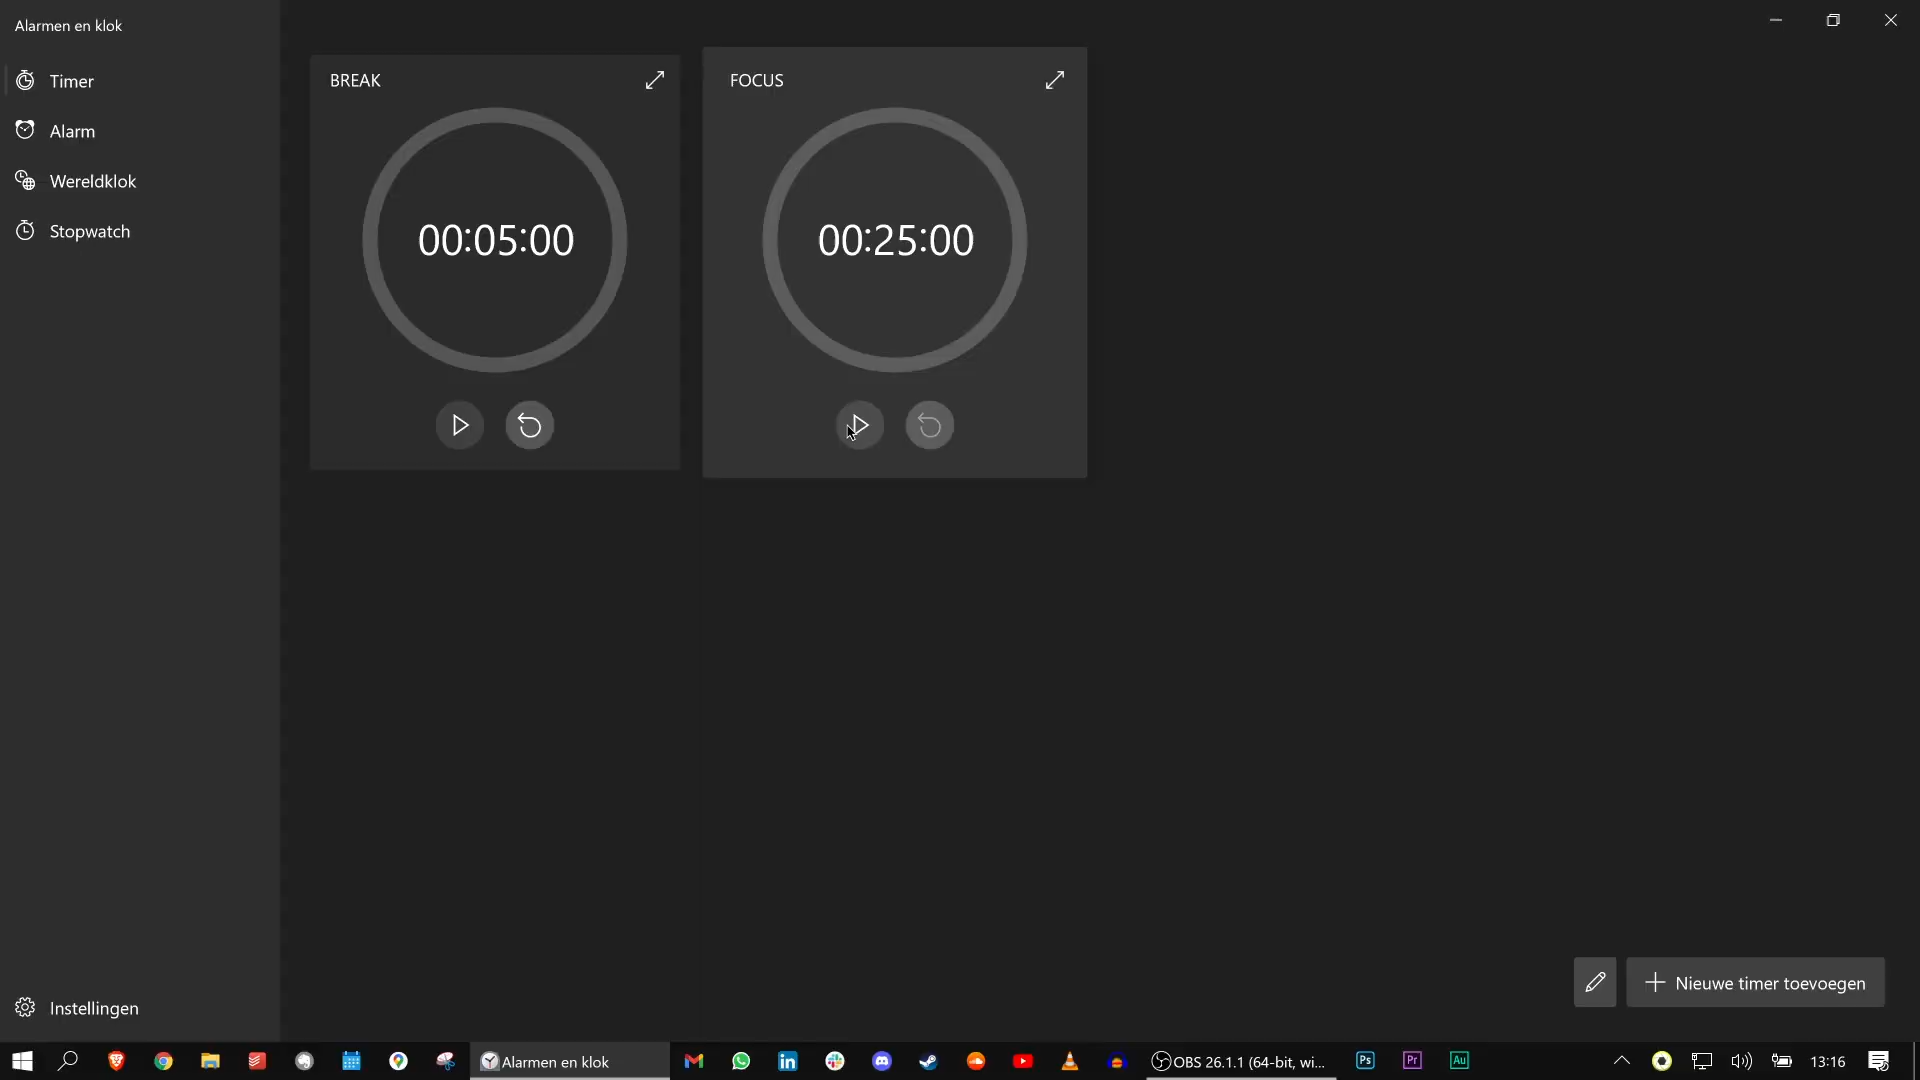 Alarmen en klok
Timer
Alarm
Wereldklok
Stopwatch
Instellingen
BREAK
00:05:00
FOCUS
00:25:00
Nieuwe timer toevoegen
Alarmen en klok
OBS 26.1.1 (64-bit, wi...
Ps
Pr
Au
13:16